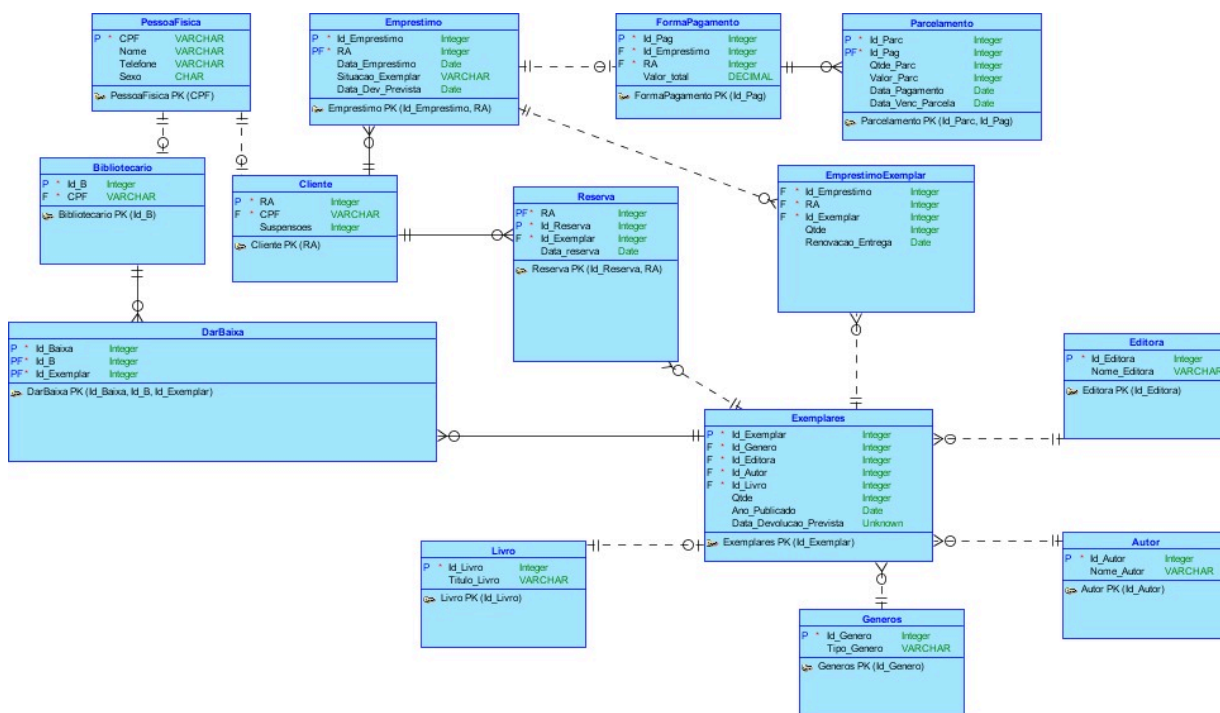 PessoaFisica
P * CPF VARCHAR
Nome VARCHAR
Telefone VARCHAR
Sexo CHAR
PessoaFisica PK (CPF)
Emprestimo
P * Id_Emprestimo Integer
PF * RA Integer
Data_Emprestimo Date
Situacao_Exemplar VARCHAR
Data_Dev_Prevista Date
Emprestimo PK (Id_Emprestimo, RA)
FormaPagamento
P * Id_Pag Integer
F * Id_Emprestimo Integer
F * RA Integer
Valor_total DECIMAL
FormaPagamento PK (Id_Pag)
Parcelamento
P * Id_Parc Integer
PF * Id_Pag Integer
Qtde_Parc Integer
Valor_Parc Integer
Data_Pagamento Date
Data_Venc_Parcela Date
Parcelamento PK (Id_Parc, Id_Pag)
Bibliotecario
P * Id_B Integer
F * CPF VARCHAR
Bibliotecario PK (Id_B)
Cliente
P * RA Integer
F * CPF VARCHAR
Suspensoes Integer
Cliente PK (RA)
Reserva
PF * RA Integer
P * Id_Reserva Integer
F * Id_Exemplar Integer
Data_reserva Date
Reserva PK (Id_Reserva, RA)
EmprestimoExemplar
F * Id_Emprestimo Integer
F * RA Integer
F * Id_Exemplar Integer
Qtde Integer
Renovacao_Entrega Date
DarBaixa
P * Id_Baixa Integer
PF * Id_B Integer
PF * Id_Exemplar Integer
DarBaixa PK (Id_Baixa, Id_B, Id_Exemplar)
Editora
P * Id_Editora Integer
Nome_Editora VARCHAR
Editora PK (Id_Editora)
Exemplares
P * Id_Exemplar Integer
F * Id_Genero Integer
F * Id_Editora Integer
F * Id_Autor Integer
F * Id_Livro Integer
Qtde Integer
Ano_Publicado Date
Data_Devolucao_Prevista Unknown
Exemplares PK (Id_Exemplar)
Livro
P * Id_Livro Integer
Titulo_Livro VARCHAR
Livro PK (Id_Livro)
Autor
P * Id_Autor Integer
Nome_Autor VARCHAR
Autor PK (Id_Autor)
Generos
P * Id_Genero Integer
Tipo_Genero VARCHAR
Generos PK (Id_Genero)